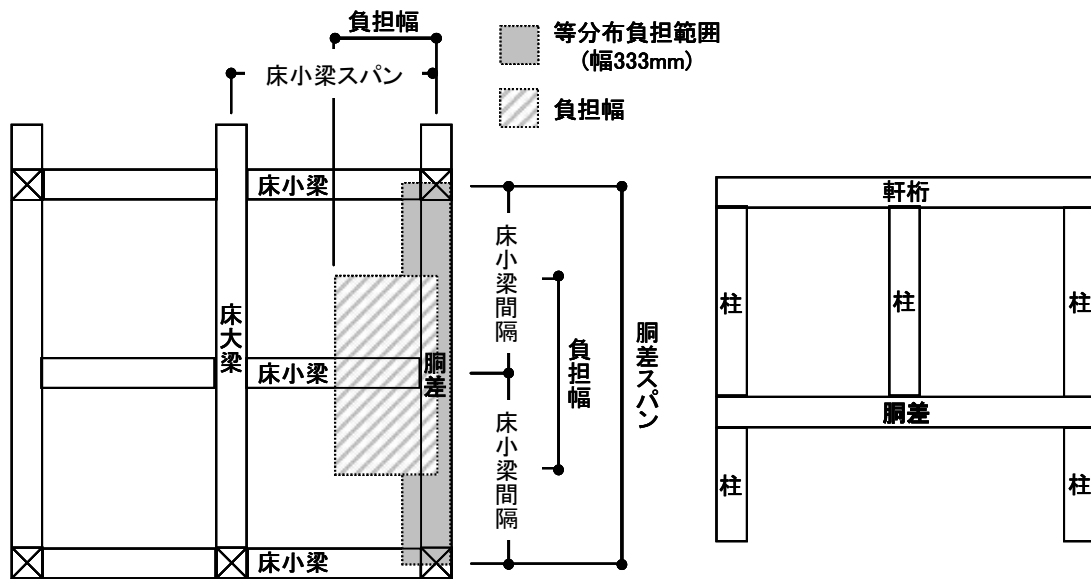 負担幅
床小梁スパン
等分布負担範囲
(幅333mm)
負担幅
床小梁
床大梁
床小梁
胴差
床小梁
床小梁間隔
床小梁間隔
負担幅
胴差スパン
軒桁
柱
柱
柱
胴差
柱
柱